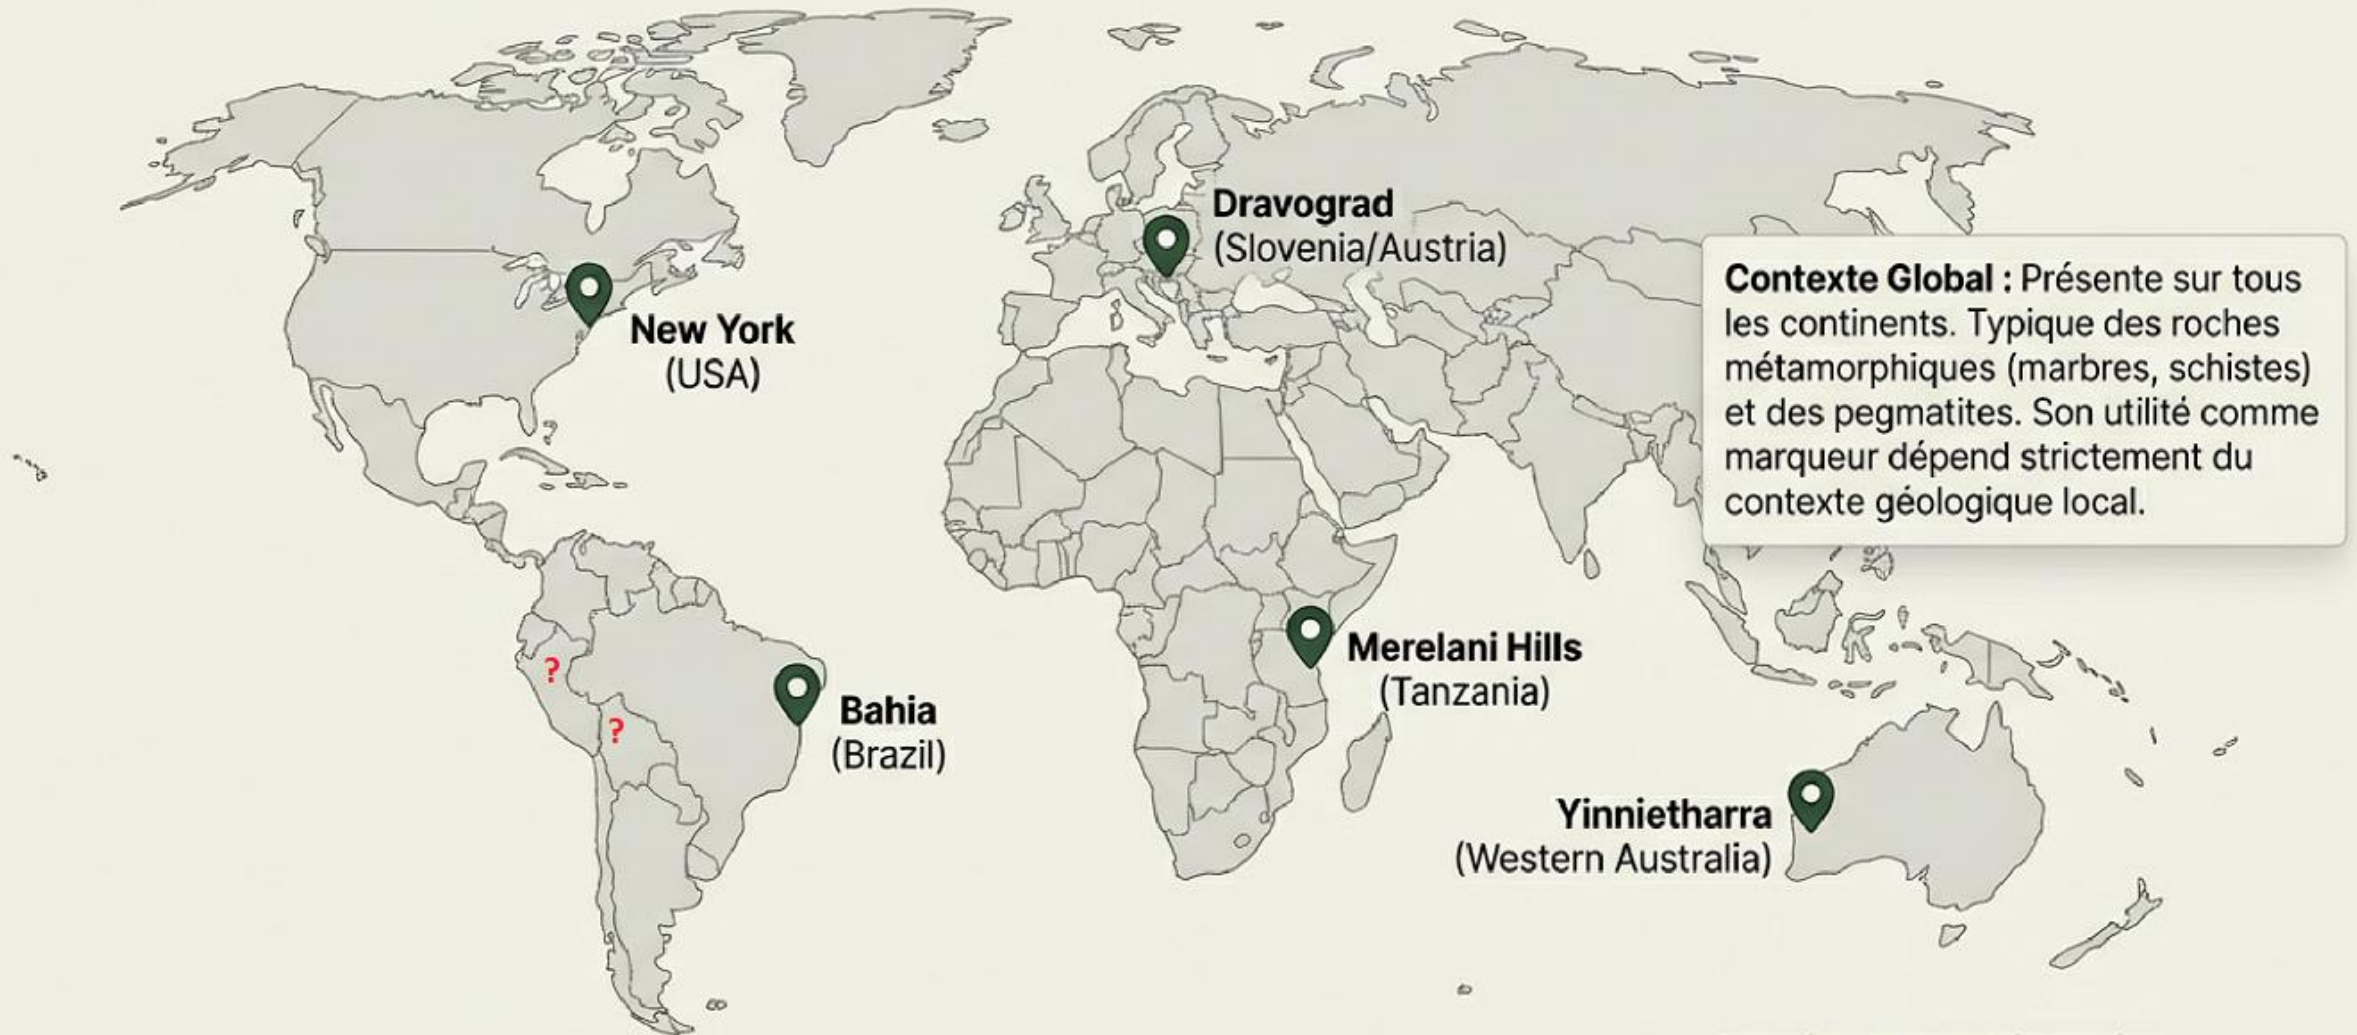 Dravograd
(Slovenia/Austria)
Contexte Global : Présente sur tous
les continents. Typique des roches
métamorphiques (marbres, schistes)
et des pegmatites. Son utilité comme
marqueur dépend strictement du
contexte géologique local.
New York
(USA)
Merelani Hills
(Tanzania)
?
?
Bahia
(Brazil)
Yinnietharra
(Western Australia)